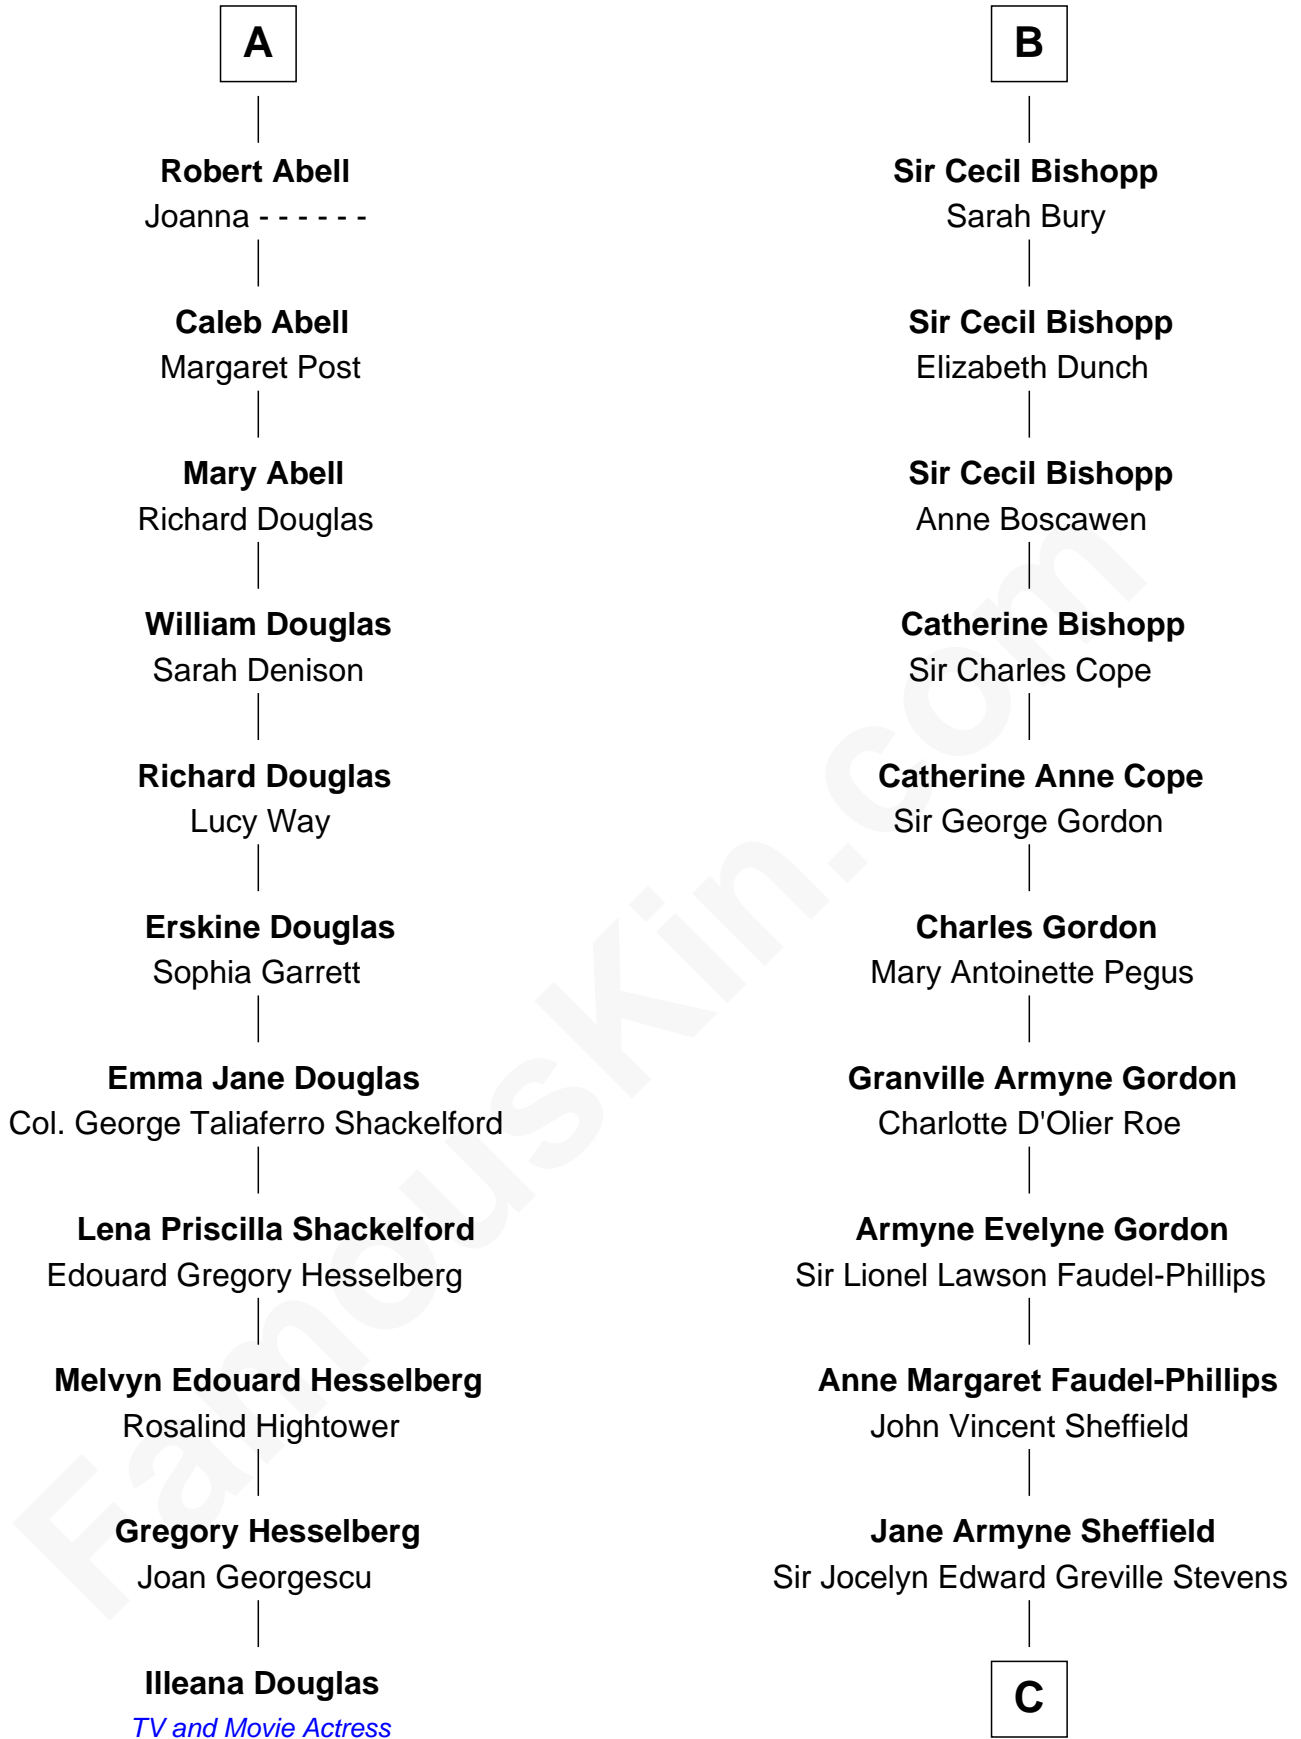 A
Robert Abell
Joanna - - - - - -
Caleb Abell
Margaret Post
Mary Abell
Richard Douglas
William Douglas
Sarah Denison
Richard Douglas
Lucy Way
Erskine Douglas
Sophia Garrett
Emma Jane Douglas
Col. George Taliaferro Shackelford
Lena Priscilla Shackelford
Edouard Gregory Hesselberg
Melvyn Edouard Hesselberg
Rosalind Hightower
Gregory Hesselberg
Joan Georgescu
Illeana Douglas
TV and Movie Actress
B
Sir Cecil Bishopp
Sarah Bury
Sir Cecil Bishopp
Elizabeth Dunch
Sir Cecil Bishopp
Anne Boscawen
Catherine Bishopp
Sir Charles Cope
Catherine Anne Cope
Sir George Gordon
Charles Gordon
Mary Antoinette Pegus
Granville Armyne Gordon
Charlotte D'Olier Roe
Armyne Evelyne Gordon
Sir Lionel Lawson Faudel-Phillips
Anne Margaret Faudel-Phillips
John Vincent Sheffield
Jane Armyne Sheffield
Sir Jocelyn Edward Greville Stevens
C
FamousKin.com